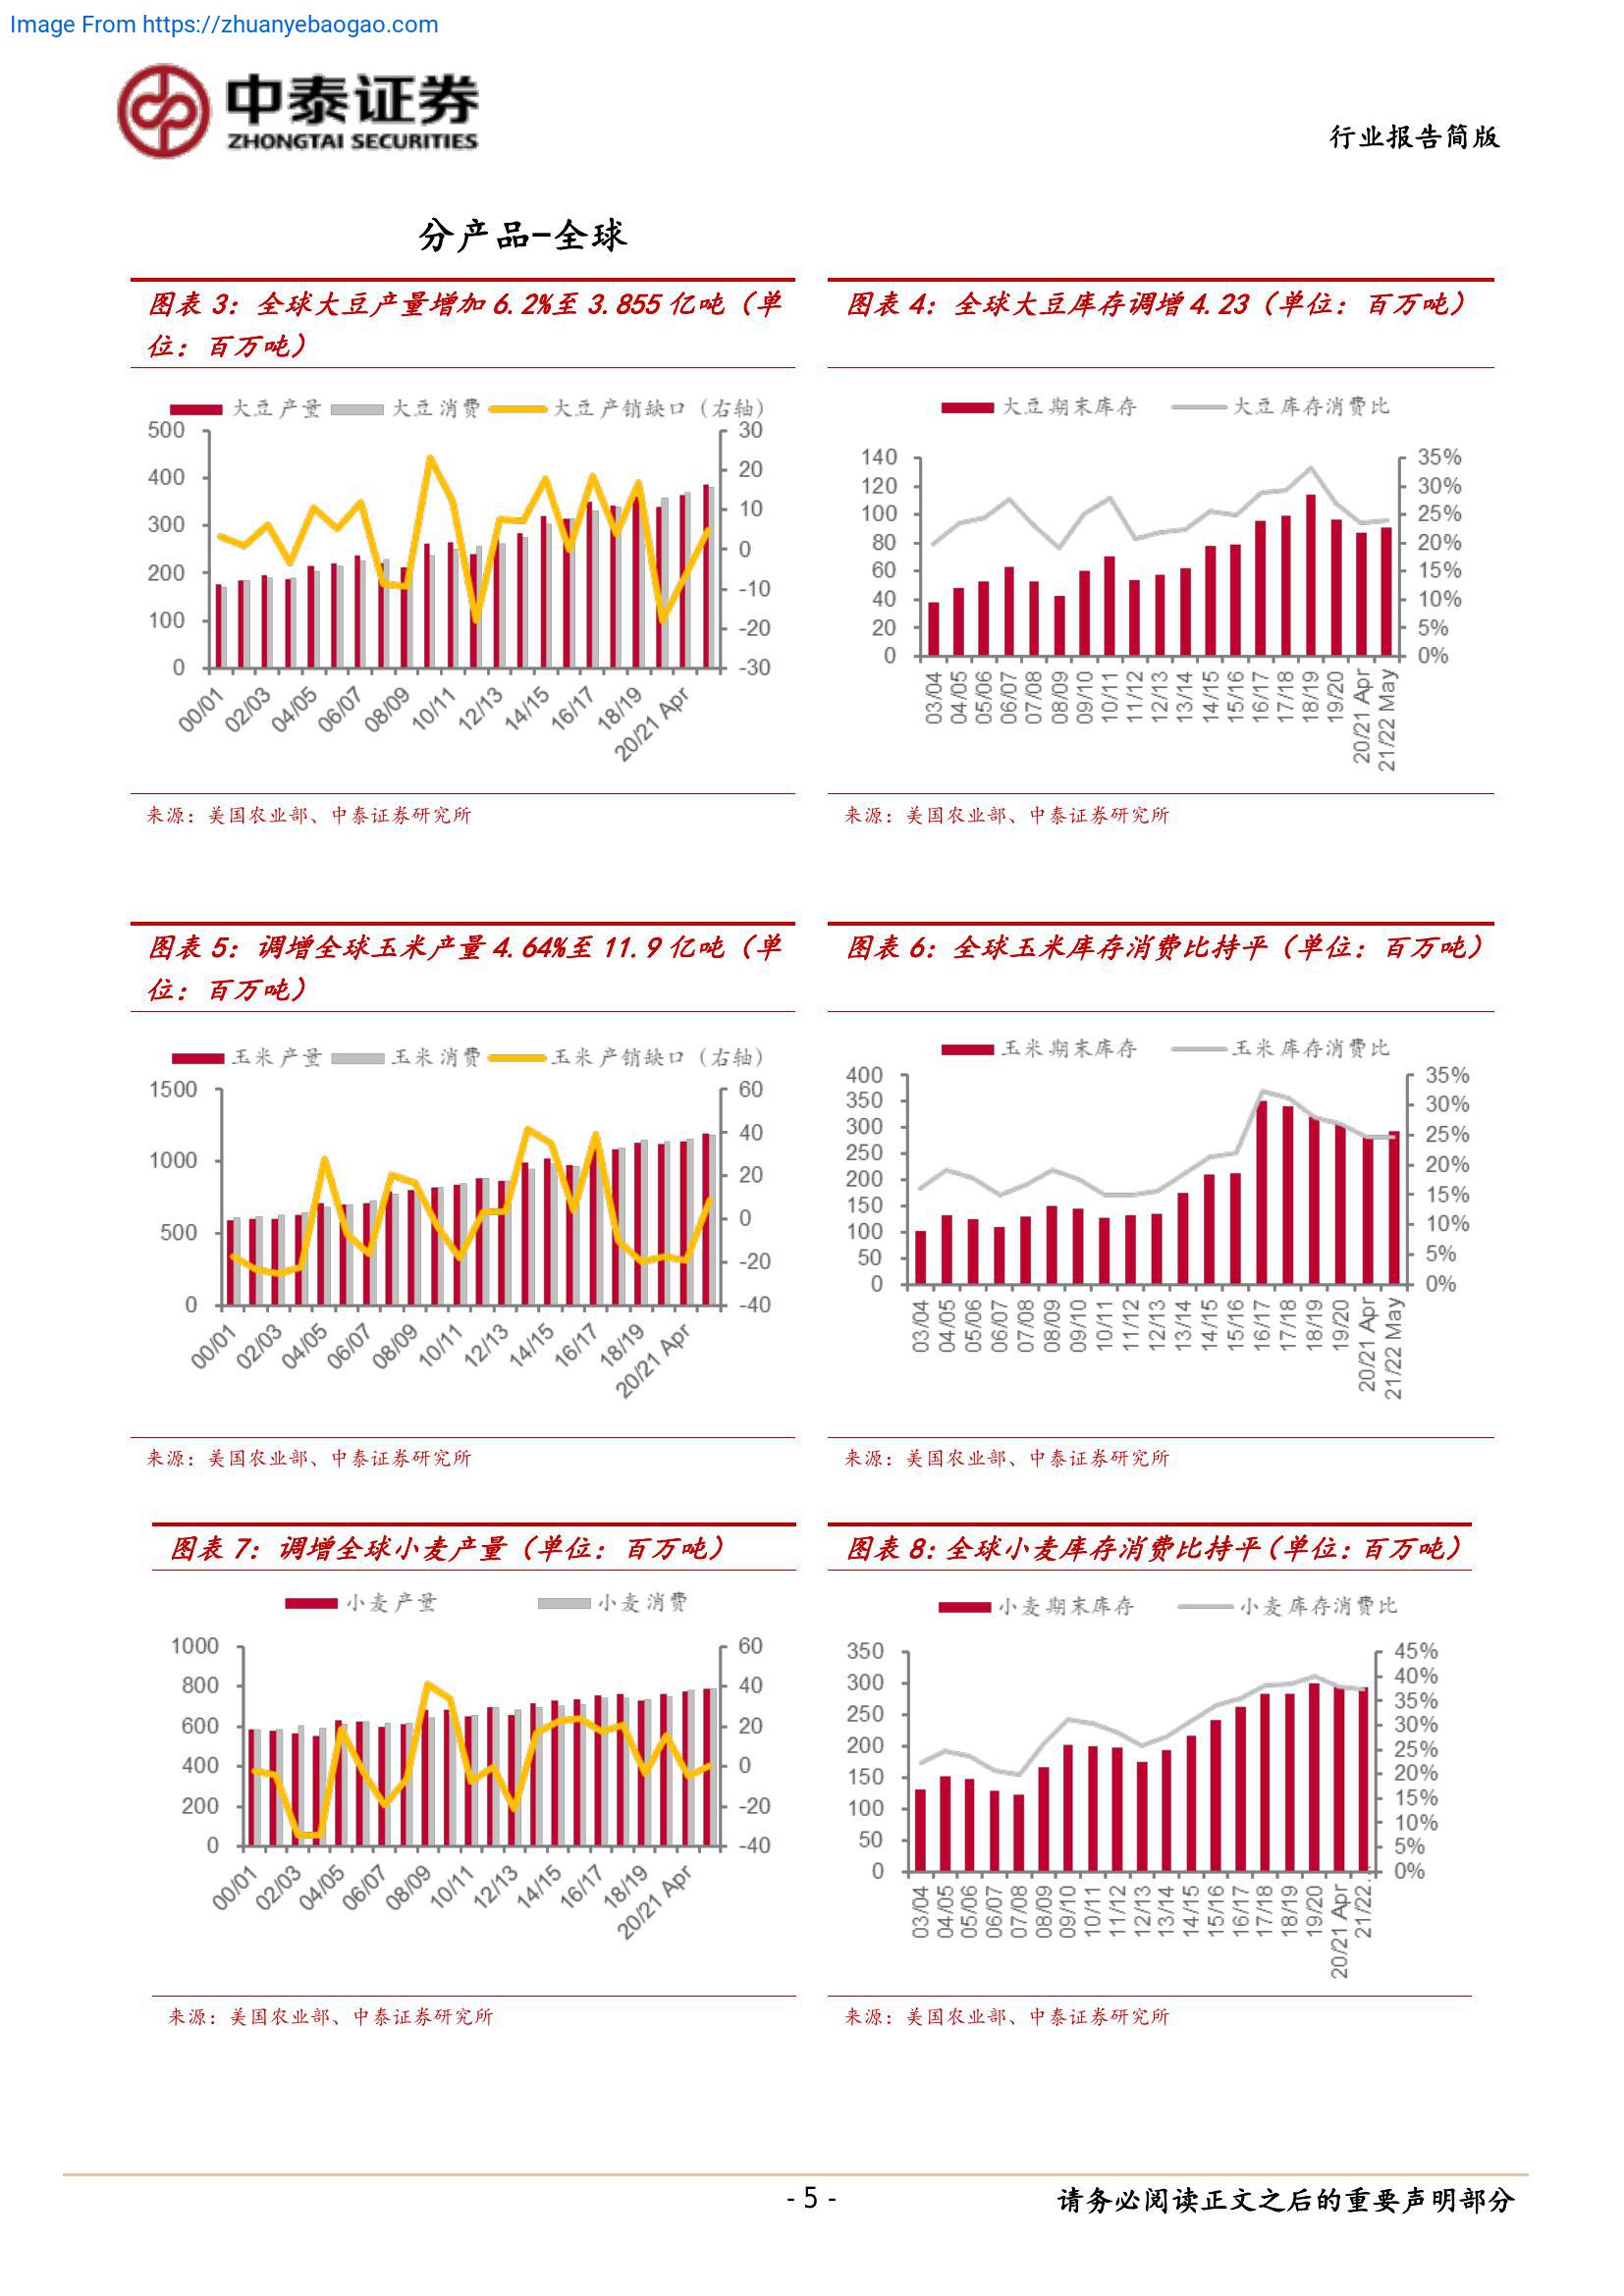 Image From https://zhuanyebaogao.com
中泰证券
ZHONGTAI SECURITIES
行业报告简版
分产品-全球
图表 3：全球大豆产量增加 6.2%至 3.855 亿吨（单
位：百万吨）
大豆产量 大豆消费 大豆产销缺口（右轴）
500
400
300
200
100
0
30
20
10
0
-10
-20
-30
00/01 02/03 04/05 06/07 08/09 10/11 12/13 14/15 16/17 18/19 20/21 Apr
来源：美国农业部、中泰证券研究所
图表 4：全球大豆库存调增 4.23（单位：百万吨）
大豆期末库存 大豆库存消费比
140
120
100
80
60
40
20
0
35%
30%
25%
20%
15%
10%
5%
0%
03/04 04/05 05/06 06/07 07/08 08/09 09/10 10/11 11/12 12/13 13/14 14/15 15/16 16/17 17/18 18/19 19/20 20/21 Apr 21/22 May
来源：美国农业部、中泰证券研究所
图表 5：调增全球玉米产量 4.64%至 11.9 亿吨（单
位：百万吨）
玉米产量 玉米消费 玉米产销缺口（右轴）
1500
1000
500
0
60
40
20
0
-20
-40
00/01 02/03 04/05 06/07 08/09 10/11 12/13 14/15 16/17 18/19 20/21 Apr
来源：美国农业部、中泰证券研究所
图表 6：全球玉米库存消费比持平（单位：百万吨）
玉米期末库存 玉米库存消费比
400
350
300
250
200
150
100
50
0
35%
30%
25%
20%
15%
10%
5%
0%
03/04 04/05 05/06 06/07 07/08 08/09 09/10 10/11 11/12 12/13 13/14 14/15 15/16 16/17 17/18 18/19 19/20 20/21 Apr 21/22 May
来源：美国农业部、中泰证券研究所
图表 7：调增全球小麦产量（单位：百万吨）
小麦产量 小麦消费
1000
800
600
400
200
0
60
40
20
0
-20
-40
00/01 02/03 04/05 06/07 08/09 10/11 12/13 14/15 16/17 18/19 20/21 Apr
来源：美国农业部、中泰证券研究所
图表 8：全球小麦库存消费比持平（单位：百万吨）
小麦期末库存 小麦库存消费比
350
300
250
200
150
100
50
0
45%
40%
35%
30%
25%
20%
15%
10%
5%
0%
03/04 04/05 05/06 06/07 07/08 08/09 09/10 10/11 11/12 12/13 13/14 14/15 15/16 16/17 17/18 18/19 19/20 20/21 Apr 21/22...
来源：美国农业部、中泰证券研究所
- 5 -
请务必阅读正文之后的重要声明部分